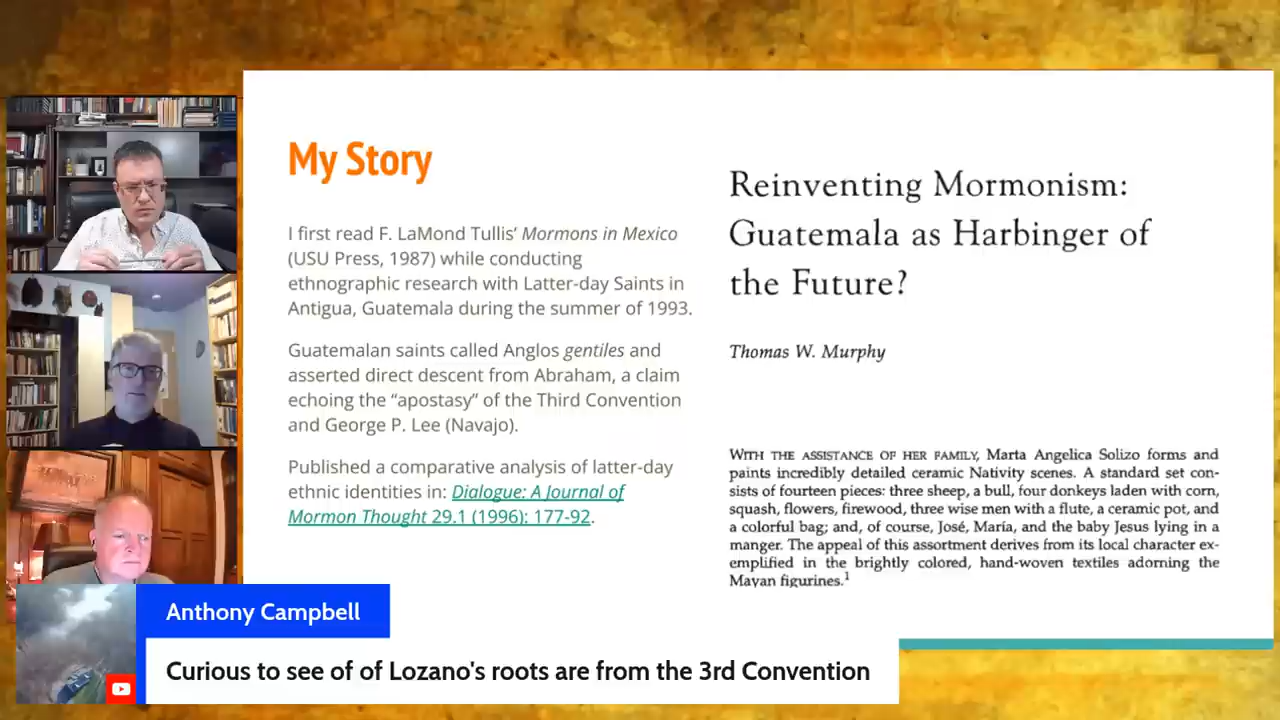 My Story
I first read F. LaMond Tullis’ Mormons in Mexico
(USU Press, 1987) while conducting
ethnographic research with Latter-day Saints in
Antigua, Guatemala during the summer of 1993.
Guatemalan saints called Anglos gentiles and
asserted direct descent from Abraham, a claim
echoing the “apostasy” of the Third Convention
and George P. Lee (Navajo).
Published a comparative analysis of latter-day
ethnic identities in: Dialogue: A Journal of
Mormon Thought 29.1 (1996): 177-92.
Reinventing Mormonism:
Guatemala as Harbinger of
the Future?
Thomas W. Murphy
WITH THE ASSISTANCE OF HER FAMILY, Marta Angelica Solizo forms and
paints incredibly detailed ceramic Nativity scenes. A standard set con-
sists of fourteen pieces: three sheep, a bull, four donkeys laden with corn,
squash, flowers, firewood, three wise men with a flute, a ceramic pot, and
a colorful bag; and, of course, José, María, and the baby Jesus lying in a
manger. The appeal of this assortment derives from its local character ex-
emplified in the brightly colored, hand-woven textiles adorning the
Mayan figurines.1
Anthony Campbell
Curious to see of of Lozano's roots are from the 3rd Convention